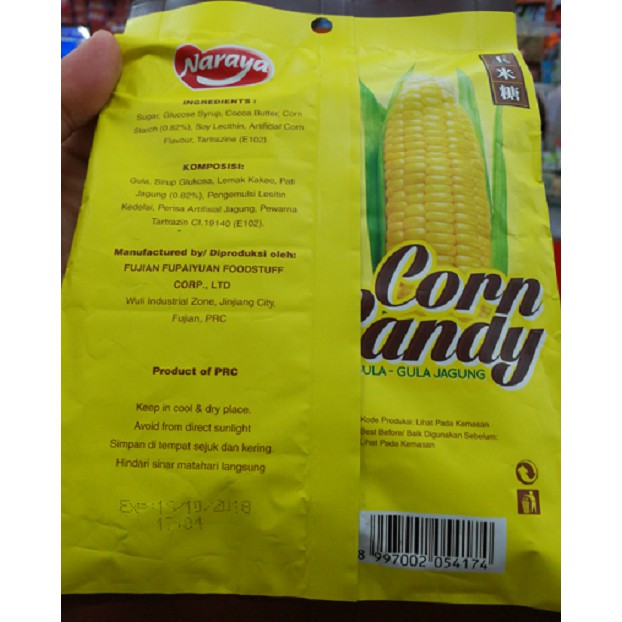 Naraya
INGREDIENTS :
Sugar, Glucose Syrup, Cocoa Butter, Corn
Starch (0.82%), Soy Lecithin, Artificial Corn
Flavour, Tartrazine (E102)
KOMPOSISI:
Gula, Sirup Glukosa, Lemak Kakao, Pati
Jagung (0.82%), Pengemulsi Lesitin
Kedelai, Perisa Artifisial Jagung, Pewarna
Tartrazin CI.19140 (E102).
Manufactured by/ Diproduksi oleh:
FUJIAN FUPAIYUAN FOODSTUFF
CORP., LTD
Wuli Industrial Zone, Jinjiang City,
Fujian, PRC
Product of PRC
Keep in cool & dry place.
Avoid from direct sunlight
Simpan di tempat sejuk dan kering.
Hindari sinar matahari langsung
17:01
米糖
Corn
Candy
ULA - GULA JAGUNG
Kode Produksi: Lihat Pada Kemasan
Best Before/ Baik Digunakan Sebelum:
Lihat Pada Kemasan
8 997002 054174